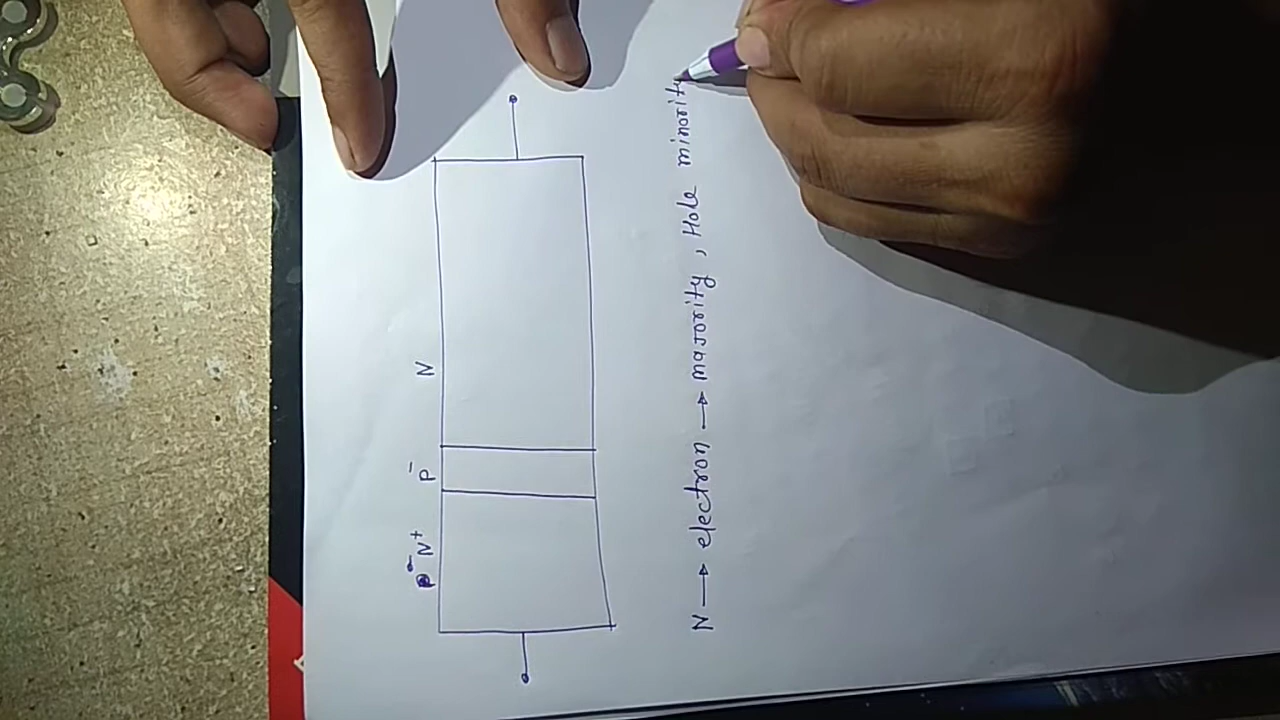 N⁺ P⁻ N
N → electron → majority, Hole minority